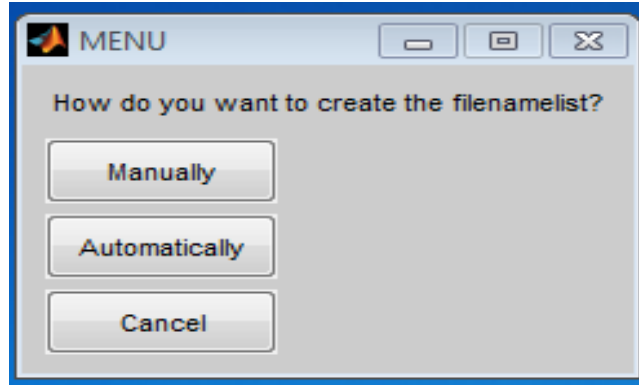 MENU
How do you want to create the filenamelist?
Manually
Automatically
Cancel